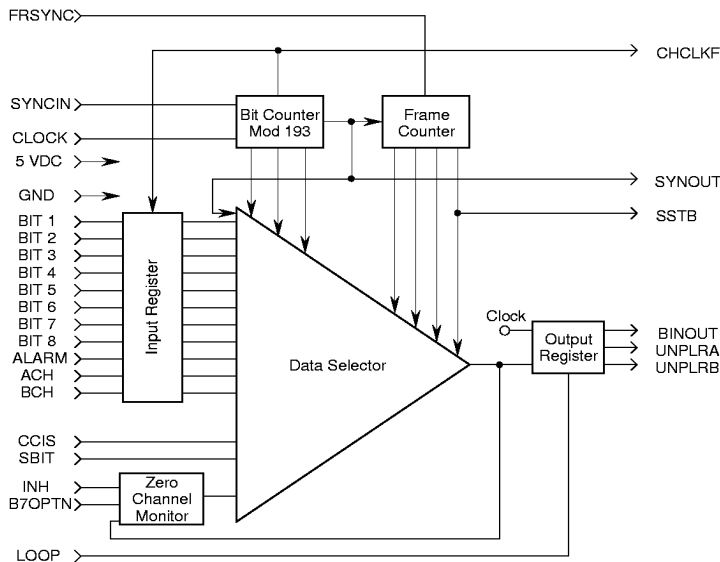 FRSYNC
CHCLKF
SYNCIN
Bit Counter
Mod 193
Frame
Counter
CLOCK
5 VDC
SYNOUT
GND
SSTB
BIT 1
BIT 2
BIT 3
BIT 4
BIT 5
BIT 6
BIT 7
BIT 8
ALARM
ACH
BCH
Input Register
Data Selector
Clock
Output
Register
BINOUT
UNPLRA
UNPLRB
CCIS
SBIT
INH
B7OPTN
Zero
Channel
Monitor
LOOP